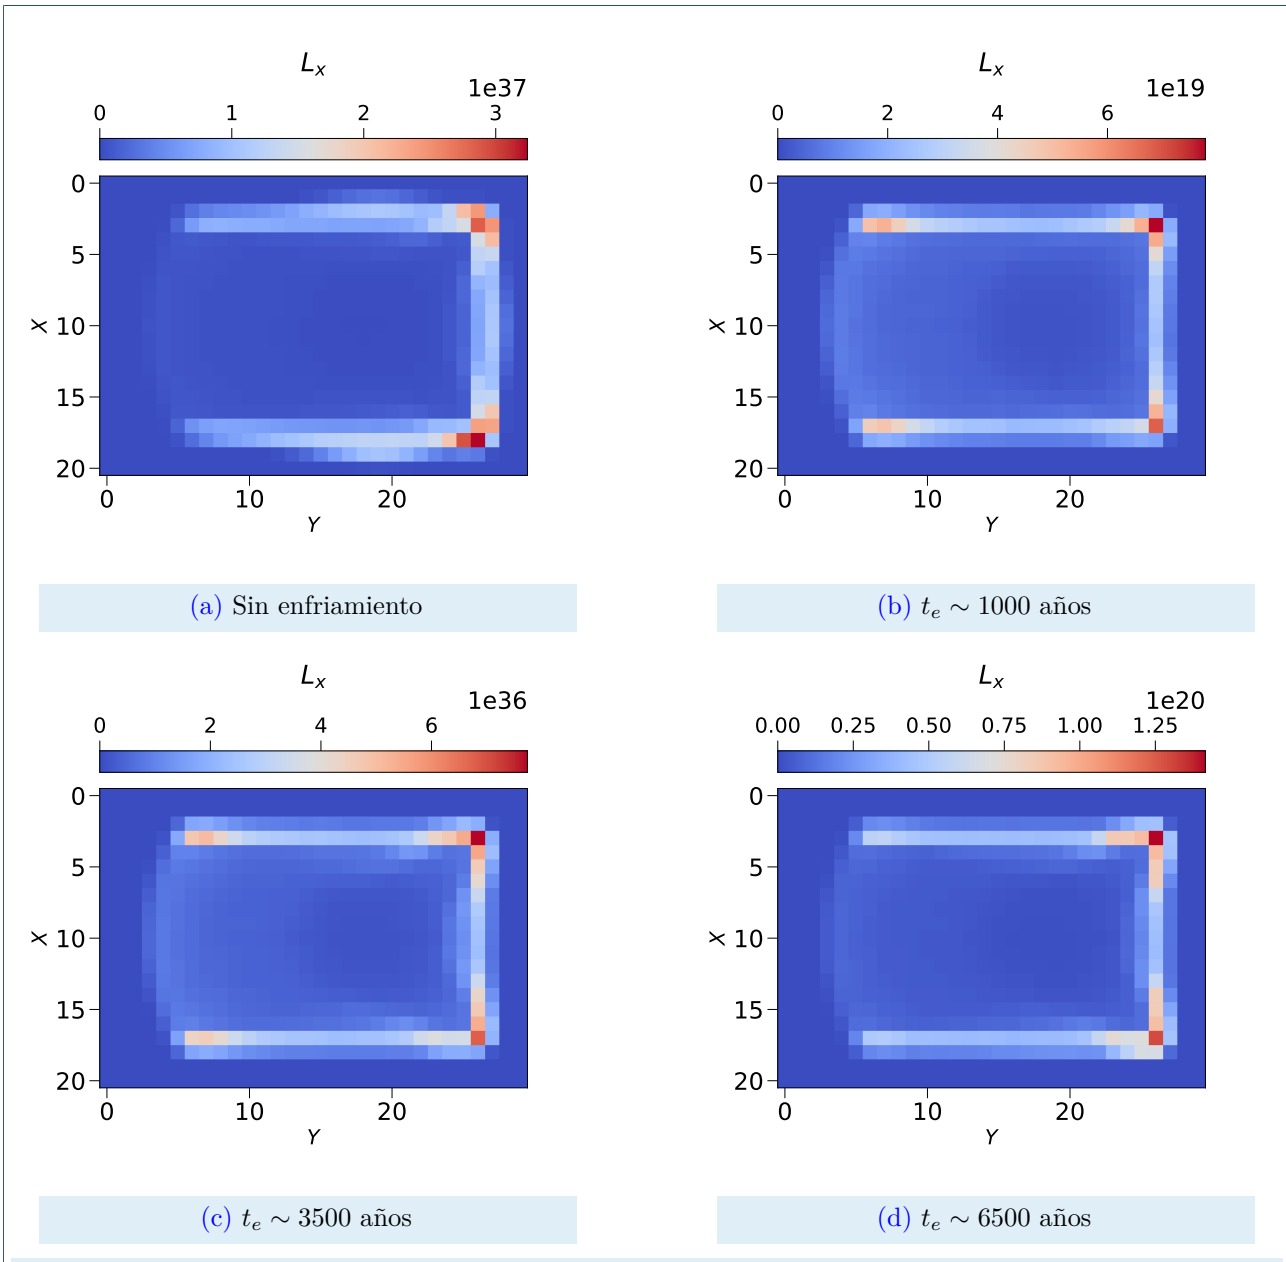 L_x
1e37
0 1 2 3
0
5
X 10
15
20
0 10 20
Y
(a) Sin enfriamiento
L_x
1e19
0 2 4 6
0
5
X 10
15
20
0 10 20
Y
(b) t_e ∼ 1000 años
L_x
1e36
0 2 4 6
0
5
X 10
15
20
0 10 20
Y
(c) t_e ∼ 3500 años
L_x
1e20
0.00 0.25 0.50 0.75 1.00 1.25
0
5
X 10
15
20
0 10 20
Y
(d) t_e ∼ 6500 años